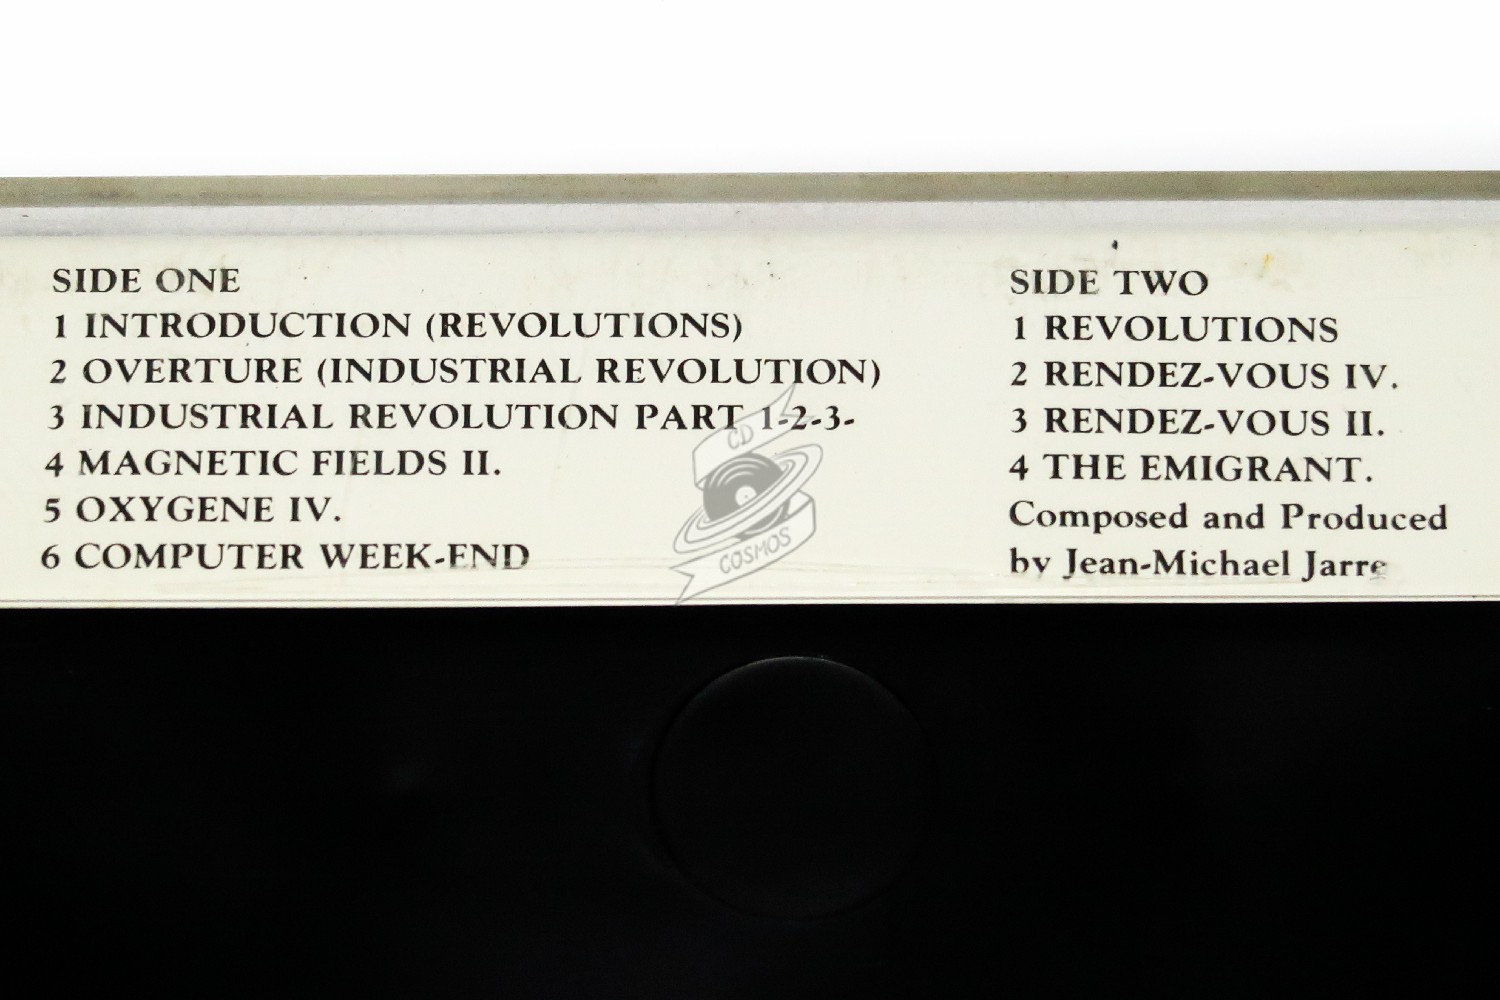 SIDE ONE
1 INTRODUCTION (REVOLUTIONS)
2 OVERTURE (INDUSTRIAL REVOLUTION)
3 INDUSTRIAL REVOLUTION PART 1-2-3-
4 MAGNETIC FIELDS II.
5 OXYGENE IV.
6 COMPUTER WEEK-END
SIDE TWO
1 REVOLUTIONS
2 RENDEZ-VOUS IV.
3 RENDEZ-VOUS II.
4 THE EMIGRANT.
Composed and Produced
by Jean-Michael Jarre
CD
COSMOS